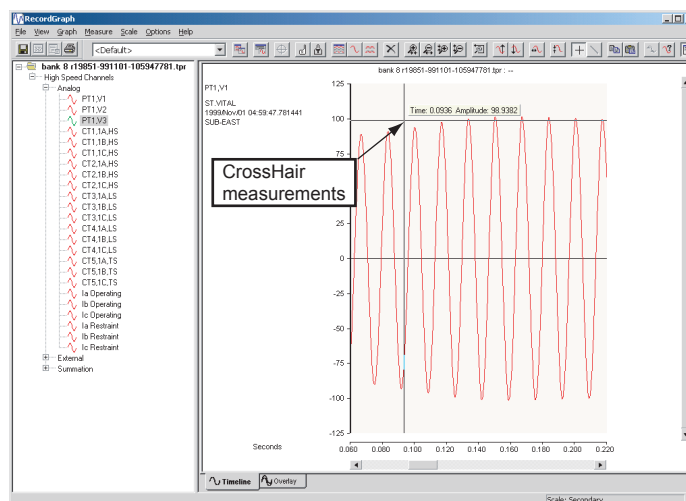 RecordGraph
File View Graph Measure Scale Options Help
<Default>
bank 8 r19851-991101-105947781.tpr
High Speed Channels
Analog
PT1,V1
PT1,V2
PT1,V3
CT1,1A,HS
CT1,1B,HS
CT1,1C,HS
CT2,1A,HS
CT2,1B,HS
CT2,1C,HS
CT3,1A,LS
CT3,1B,LS
CT3,1C,LS
CT4,1A,LS
CT4,1B,LS
CT4,1C,LS
CT5,1A,TS
CT5,1B,TS
CT5,1C,TS
Ia Operating
Ib Operating
Ic Operating
Ia Restraint
Ib Restraint
Ic Restraint
External
Summation
bank 8 r19851-991101-105947781.tpr : --
PT1,V1
ST.VITAL
1999/Nov/01 04:59:47.781441
SUB-EAST
Time: 0.0936 Amplitude: 98.9382
CrossHair
measurements
125
100
75
25
0
-25
-50
-75
-100
-125
Seconds
0.060 0.080 0.100 0.120 0.140 0.160 0.180 0.200 0.220
Timeline Overlay
Scale: Secondary